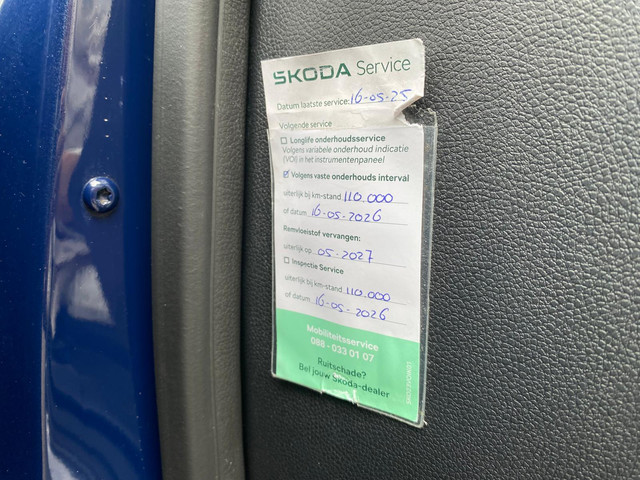 ŠKODA Service
Datum laatste service: 16-05-25
Volgende service
Longlife onderhoudsservice
Volgens variabele onderhoud indicatie
(VOI) in het instrumentenpaneel
Volgens vaste onderhouds interval
uiterlijk bij km-stand 110.000
of datum 16-05-2026
Remvloeistof vervangen:
uiterlijk op 05-2027
Inspectie Service
uiterlijk bij km-stand 110.000
of datum 16-05-2026
Mobiliteitsservice
088 - 033 01 07
Ruitschade?
Bel jouw Škoda-dealer